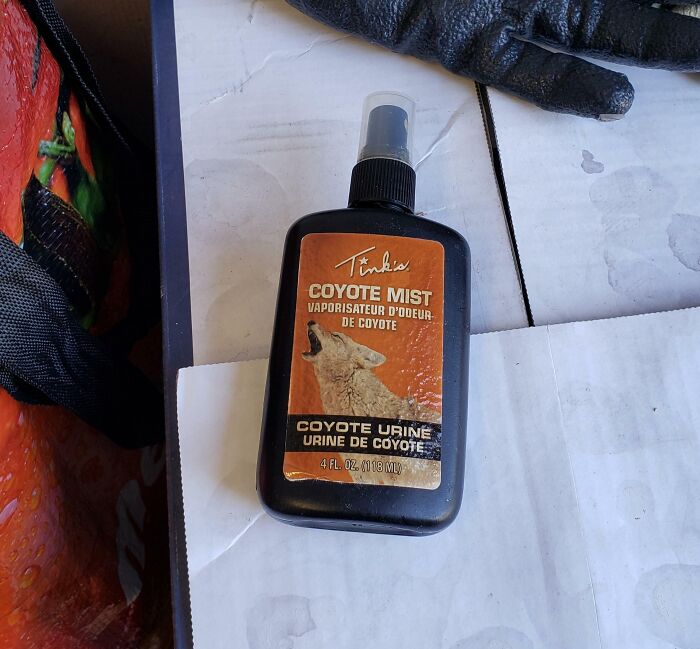 Tink's
COYOTE MIST
VAPORISATEUR D'ODEUR
DE COYOTE
COYOTE URINE
URINE DE COYOTE
4 FL. OZ. (118 ML)